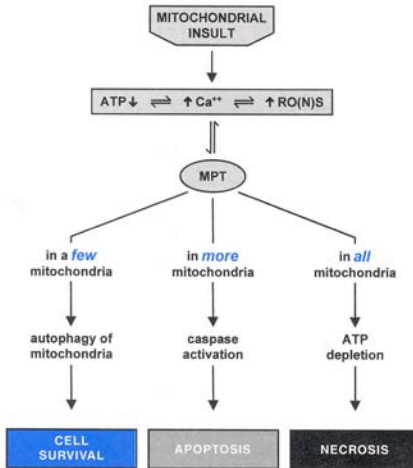 MITOCHONDRIAL
INSULT
ATP↓ ⇌ ↑Ca⁺⁺ ⇌ ↑RO(N)S
MPT
in a few
mitochondria
in more
mitochondria
in all
mitochondria
autophagy of
mitochondria
caspase
activation
ATP
depletion
CELL
SURVIVAL
APOPTOSIS
NECROSIS